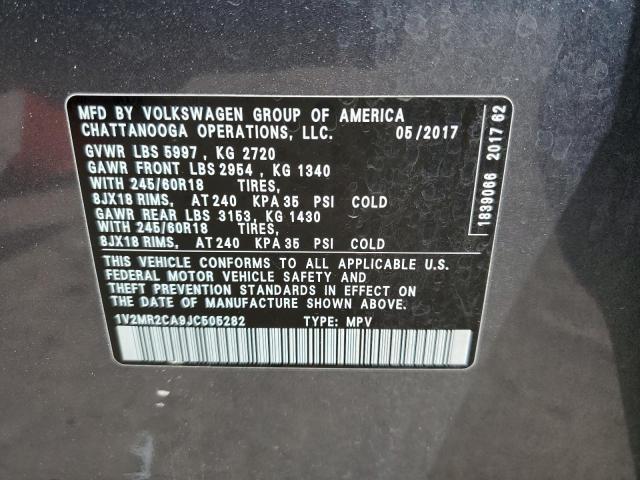 MFD BY VOLKSWAGEN GROUP OF AMERICA
CHATTANOOGA OPERATIONS, LLC. 05/2017
GVWR LBS 5997, KG 2720
GAWR FRONT LBS 2954, KG 1340
WITH 245/60R18 TIRES,
8JX18 RIMS, AT 240 KPA 35 PSI COLD
GAWR REAR LBS 3153, KG 1430
WITH 245/60R18 TIRES,
8JX18 RIMS, AT 240 KPA 35 PSI COLD
THIS VEHICLE CONFORMS TO ALL APPLICABLE U.S.
FEDERAL MOTOR VEHICLE SAFETY AND
THEFT PREVENTION STANDARDS IN EFFECT ON
THE DATE OF MANUFACTURE SHOWN ABOVE.
1V2MR2CA9JC505282 TYPE: MPV
1839066 2017 62